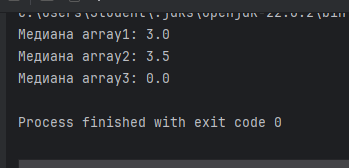 Медиана array1: 3.0
Медиана array2: 3.5
Медиана array3: 0.0
Process finished with exit code 0